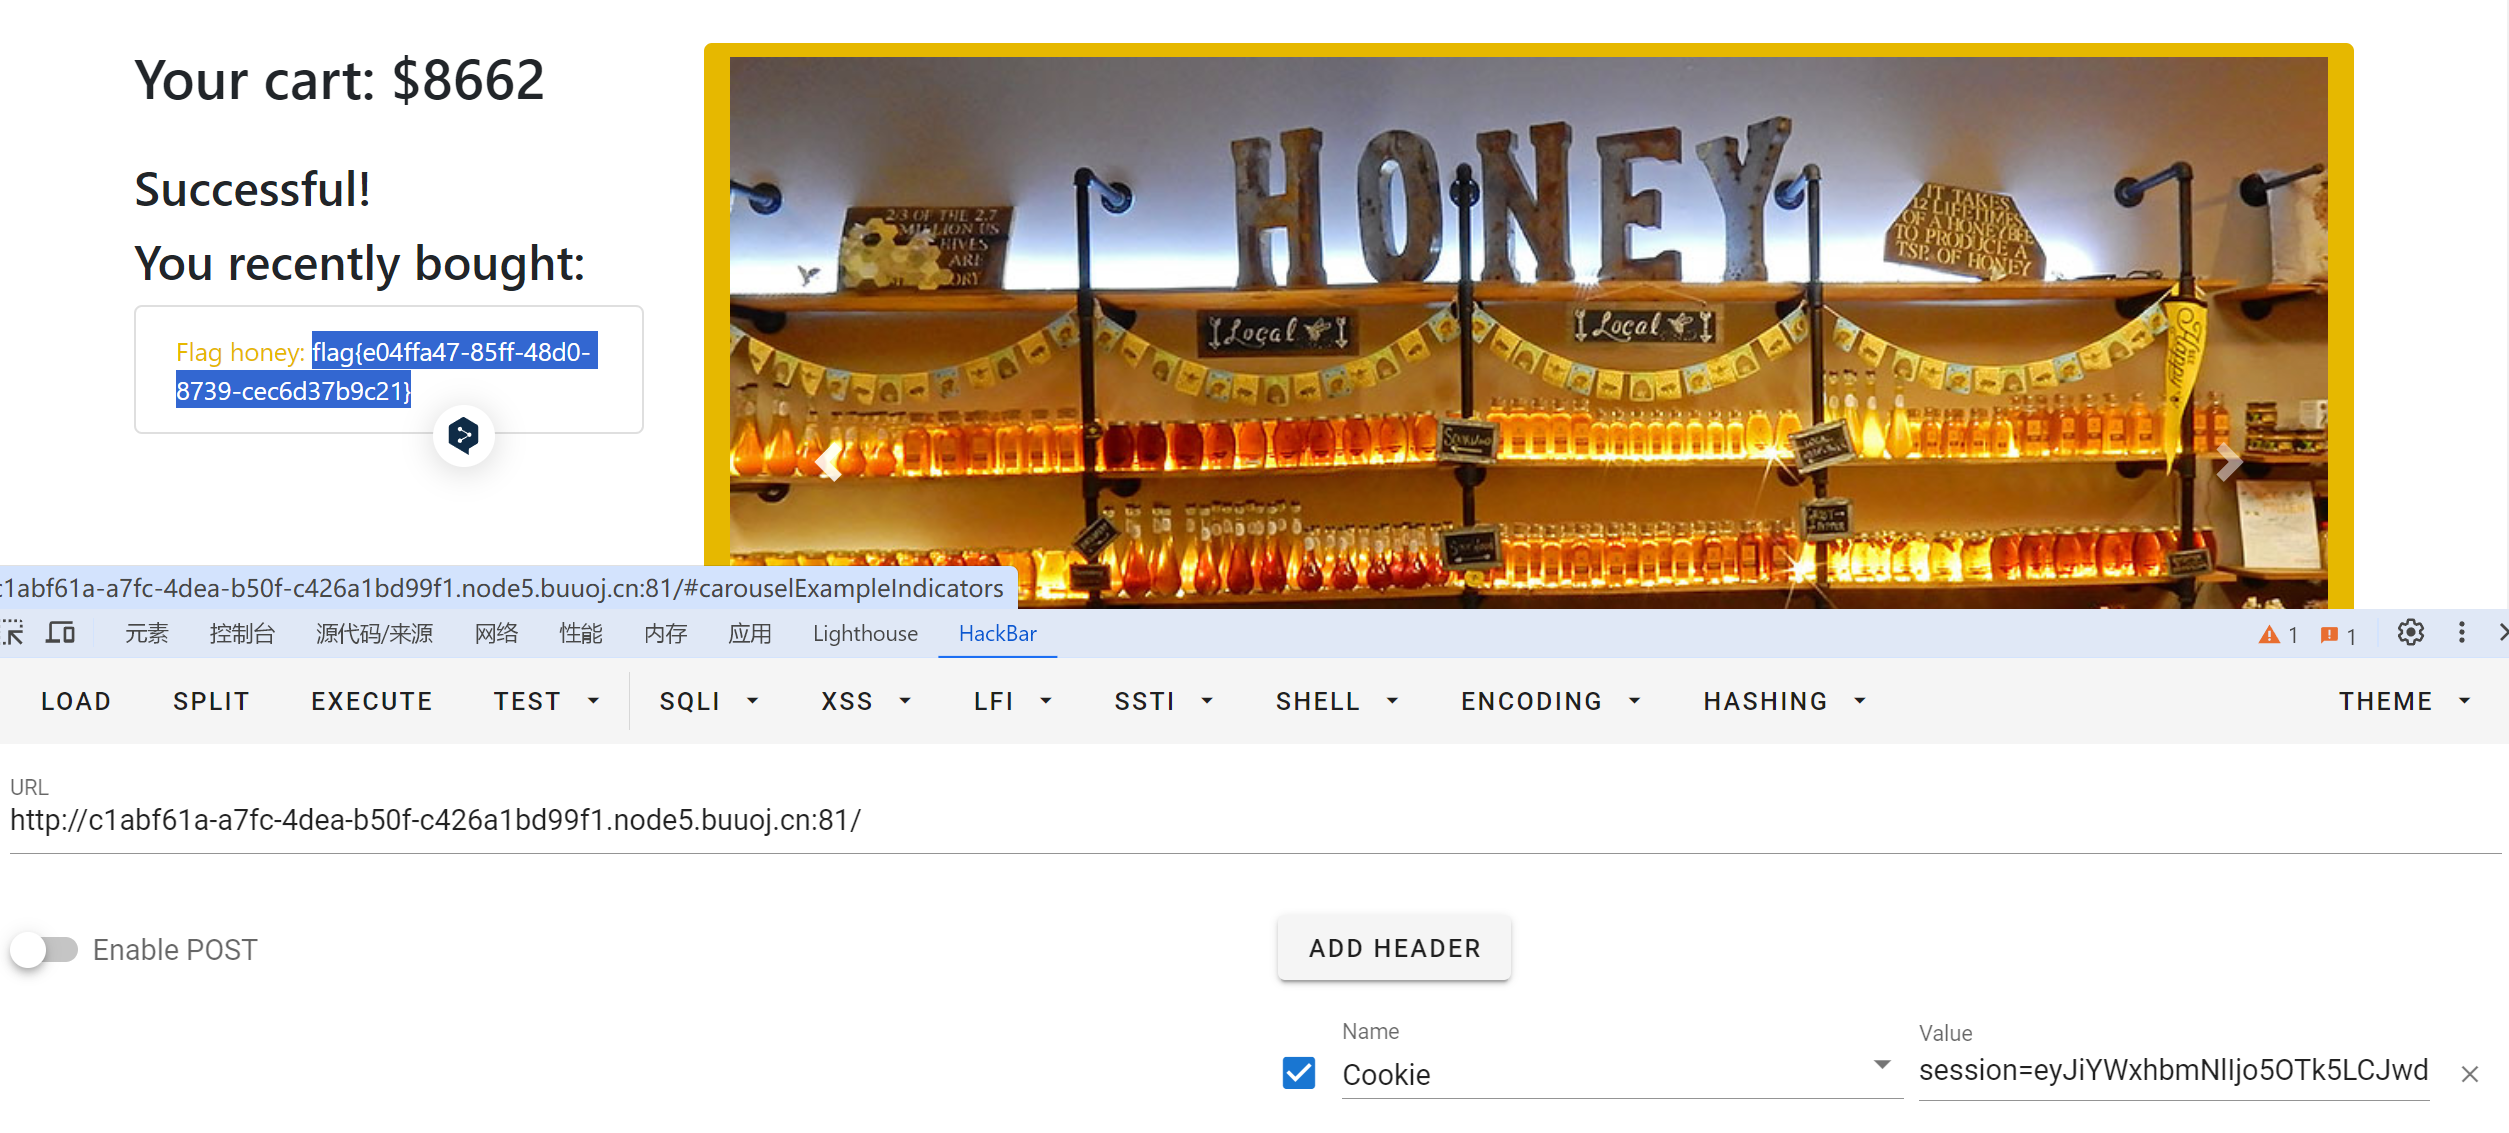 Your cart: $8662
Successful!
You recently bought:
Flag honey: flag{e04ffa47-85ff-48d0-
8739-cec6d37b9c21}
2/3 OF THE 2.7
MILLION US
HIVES
ARE
HONEY
IT TAKES
12 LIFETIMES
OF A HONEYBEE
TO PRODUCE A
TSP. OF HONEY
Local
Local
BEE
Happy
c1abf61a-a7fc-4dea-b50f-c426a1bd99f1.node5.buuoj.cn:81/#carouselExampleIndicators
元素 控制台 源代码/来源 网络 性能 内存 应用 Lighthouse HackBar 1 1
LOAD SPLIT EXECUTE TEST SQLI XSS LFI SSTI SHELL ENCODING HASHING THEME
URL
http://c1abf61a-a7fc-4dea-b50f-c426a1bd99f1.node5.buuoj.cn:81/
Enable POST
ADD HEADER
Name
Cookie
Value
session=eyJiYWxhbmNlIjo5OTk5LCJwd